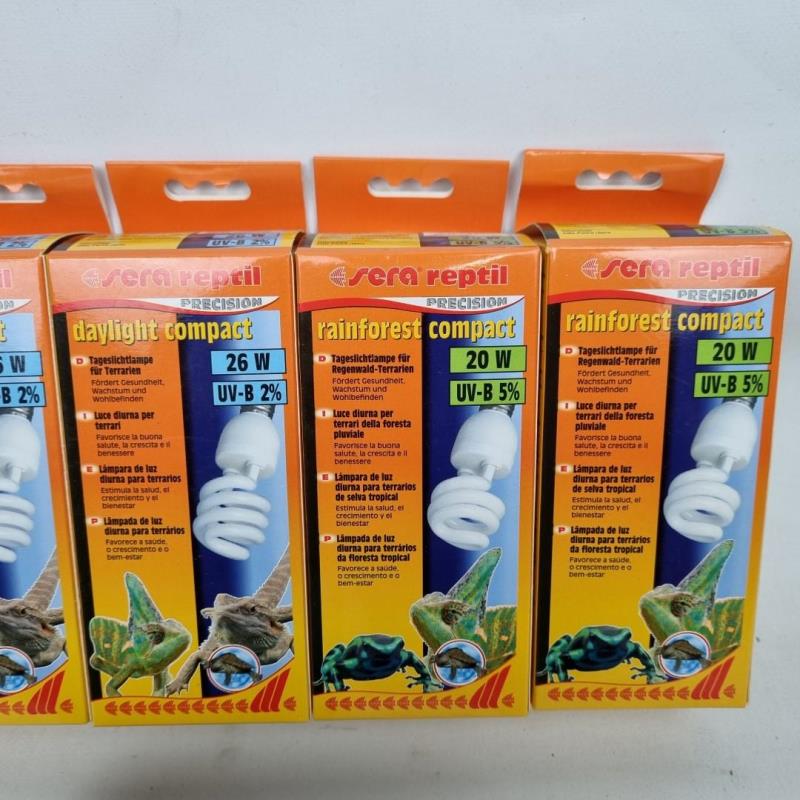 2%
il
ON
t
6 W
B 2%
26 W
UV-B 2%
sera reptil
PRECISION
daylight compact
26 W
UV-B 2%
D Tageslichtlampe
für Terrarien
Fördert Gesundheit,
Wachstum und
Wohlbefinden
I Luce diurna per
terrari
Favorisce la buona
salute, la crescita e il
benessere
E Lámpara de luz
diurna para terrarios
Estimula la salud, el
crecimiento y el
bienestar
P Lâmpada de luz
diurna para terrários
Favorece a saúde,
o crescimento e o
bem-estar
20 W
sera reptil
PRECISION
rainforest compact
20 W
UV-B 5%
D Tageslichtlampe für
Regenwald-Terrarien
Fördert Gesundheit,
Wachstum und
Wohlbefinden
I Luce diurna per
terrari della foresta
pluviale
Favorisce la buona
salute, la crescita e il
benessere
E Lámpara de luz
diurna para terrarios
de selva tropical
Estimula la salud, el
crecimiento y el
bienestar
P Lâmpada de luz
diurna para terrários
da floresta tropical
Favorece a saúde,
o crescimento e o
bem-estar
sera reptil
PRECISION
rainforest compact
20 W
UV-B 5%
D Tageslichtlampe für
Regenwald-Terrarien
Fördert Gesundheit,
Wachstum und
Wohlbefinden
I Luce diurna per
terrari della foresta
pluviale
Favorisce la buona
salute, la crescita e il
benessere
E Lámpara de luz
diurna para terrarios
de selva tropical
Estimula la salud, el
crecimiento y el
bienestar
P Lâmpada de luz
diurna para terrários
da floresta tropical
Favorece a saúde,
o crescimento e o
bem-estar